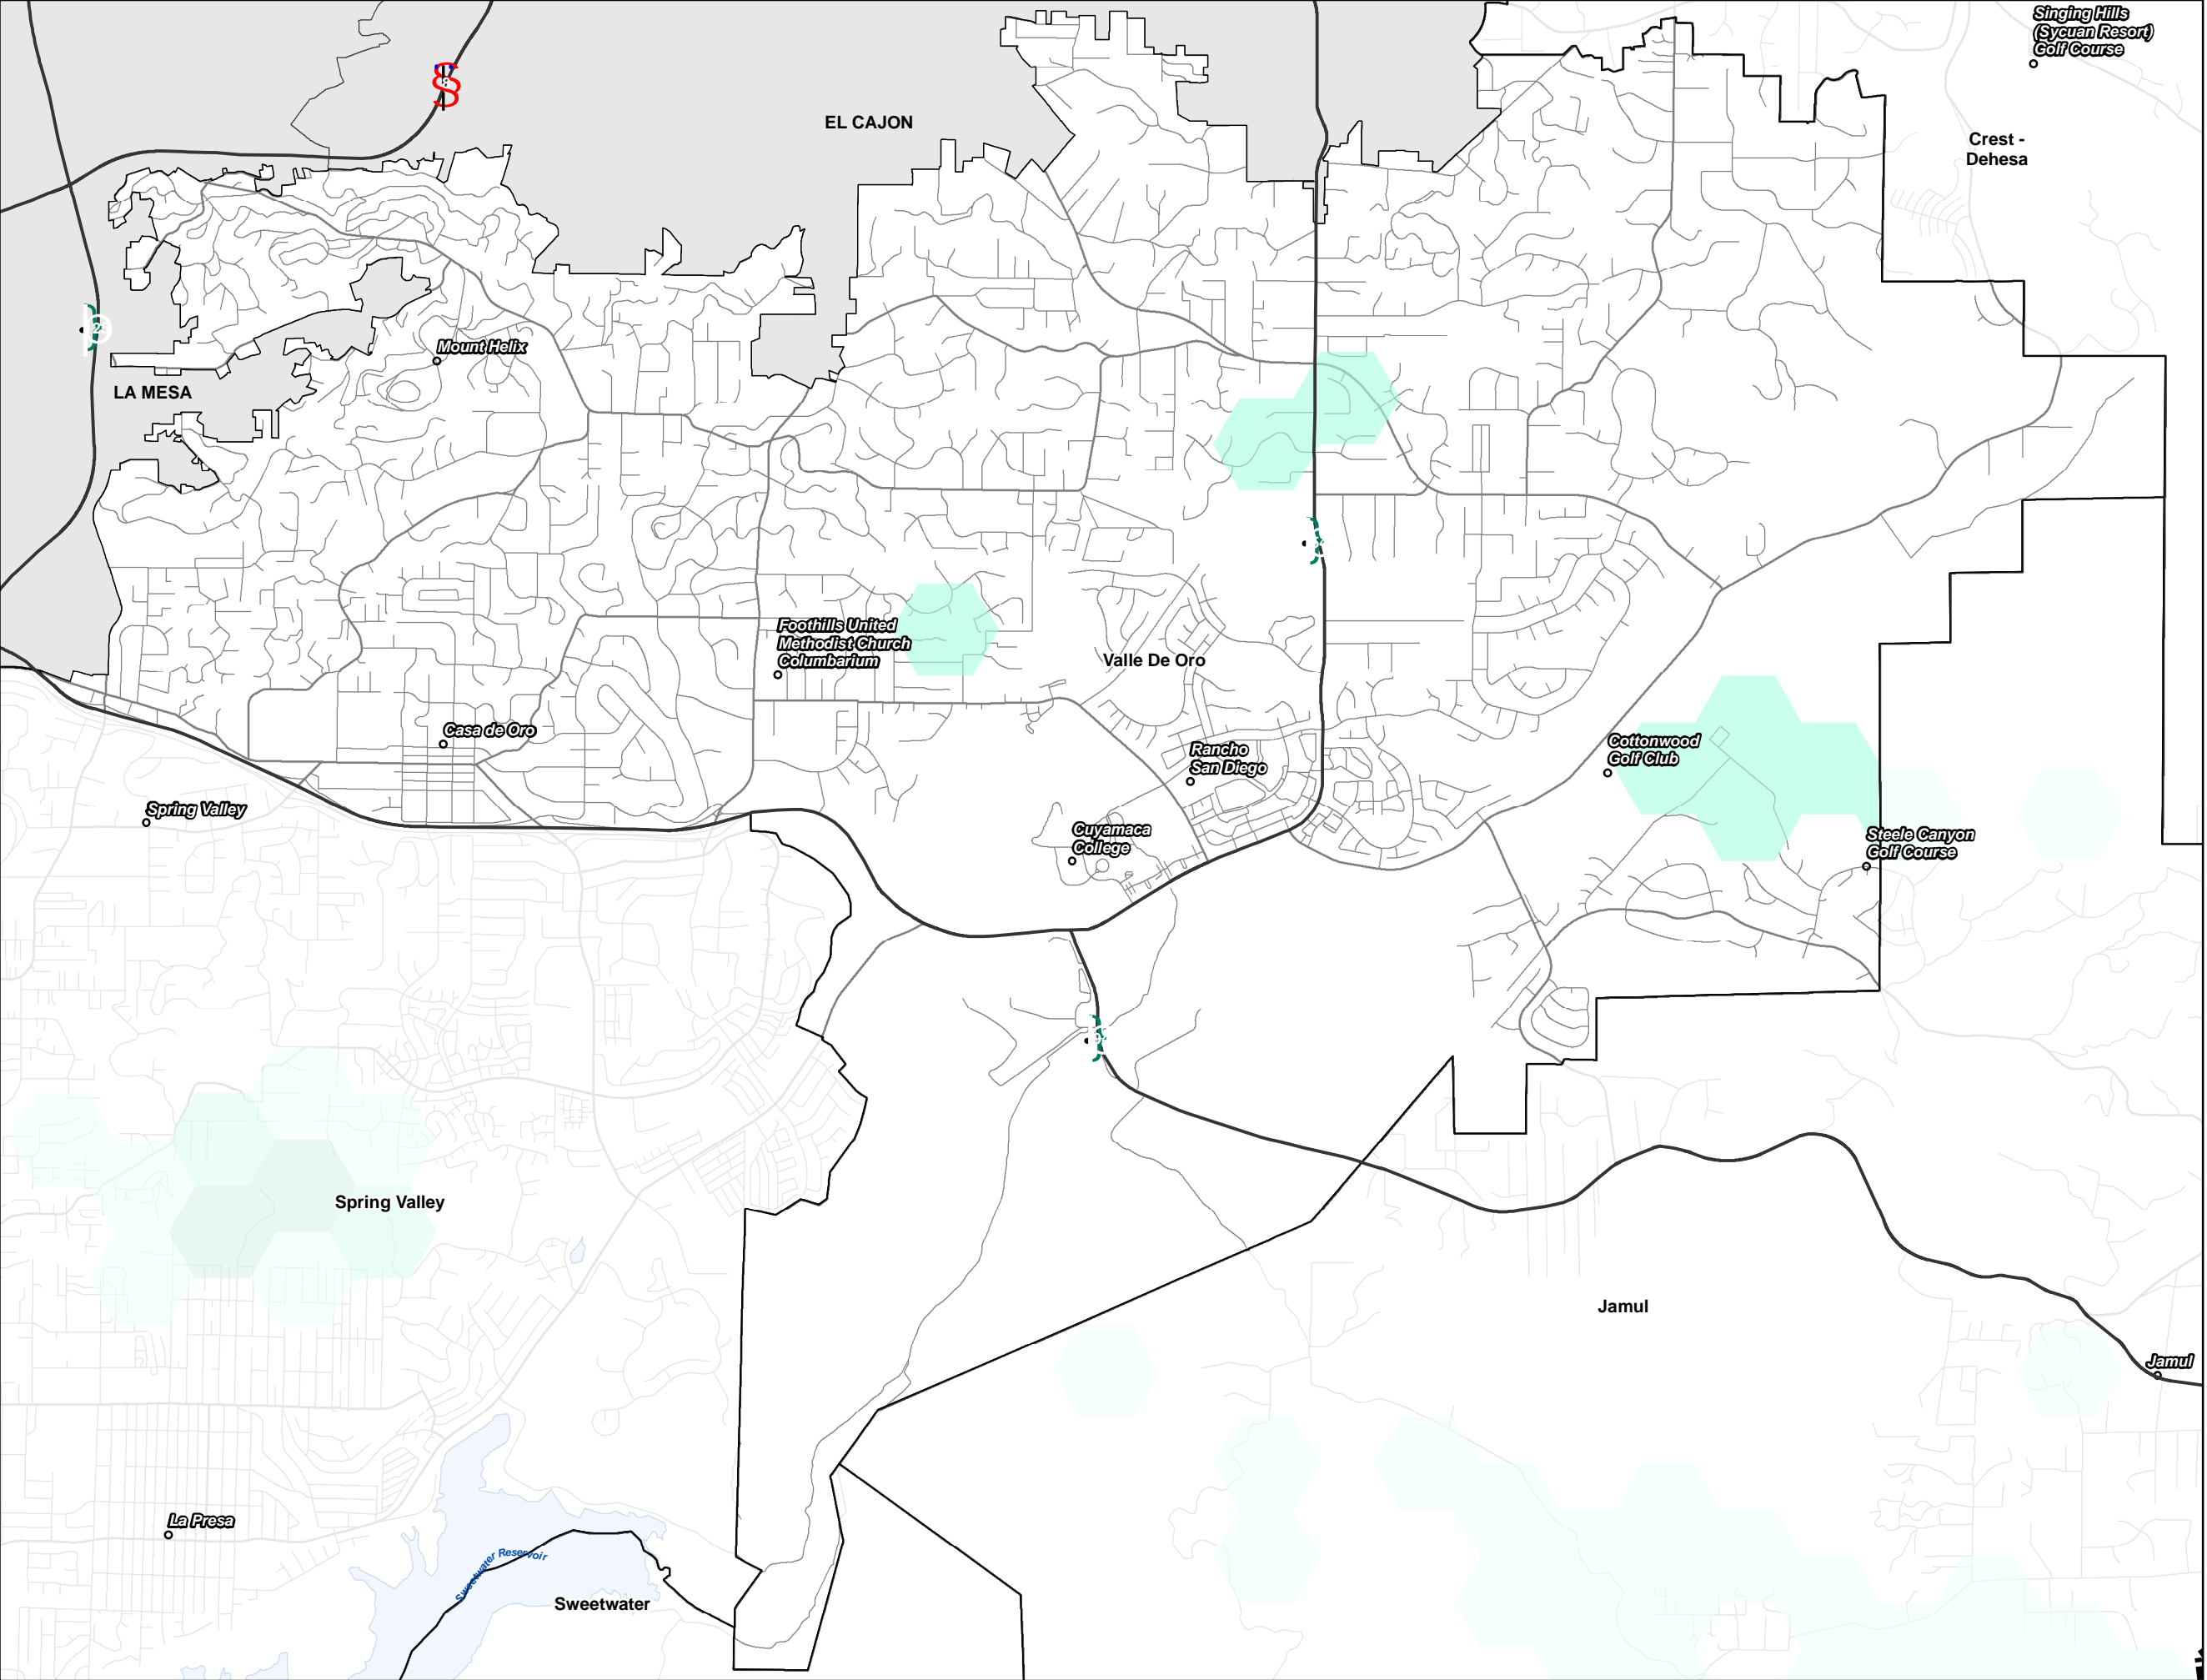 Singing Hills
(Sycuan Resort)
Golf Course
EL CAJON
Crest -
Dehesa
Mount Helix
LA MESA
Foothills United
Methodist Church
Columbarium
Valle De Oro
Casa de Oro
Rancho
San Diego
Cottonwood
Golf Club
Spring Valley
Cuyamaca
College
Steele Canyon
Golf Course
Spring Valley
Jamul
Jamul
La Presa
Sweetwater Reservoir
Sweetwater